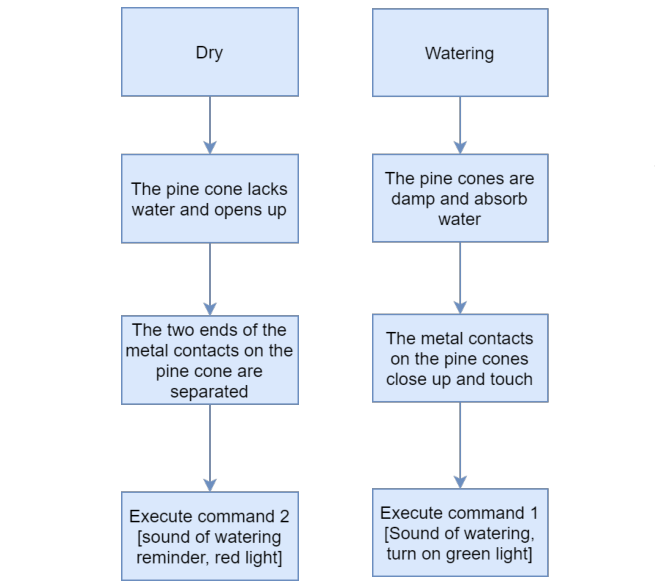 Dry
The pine cone lacks
water and opens up
The two ends of the
metal contacts on the
pine cone are
separated
Execute command 2
[sound of watering
reminder, red light]
Watering
The pine cones are
damp and absorb
water
The metal contacts
on the pine cones
close up and touch
Execute command 1
[Sound of watering,
turn on green light]